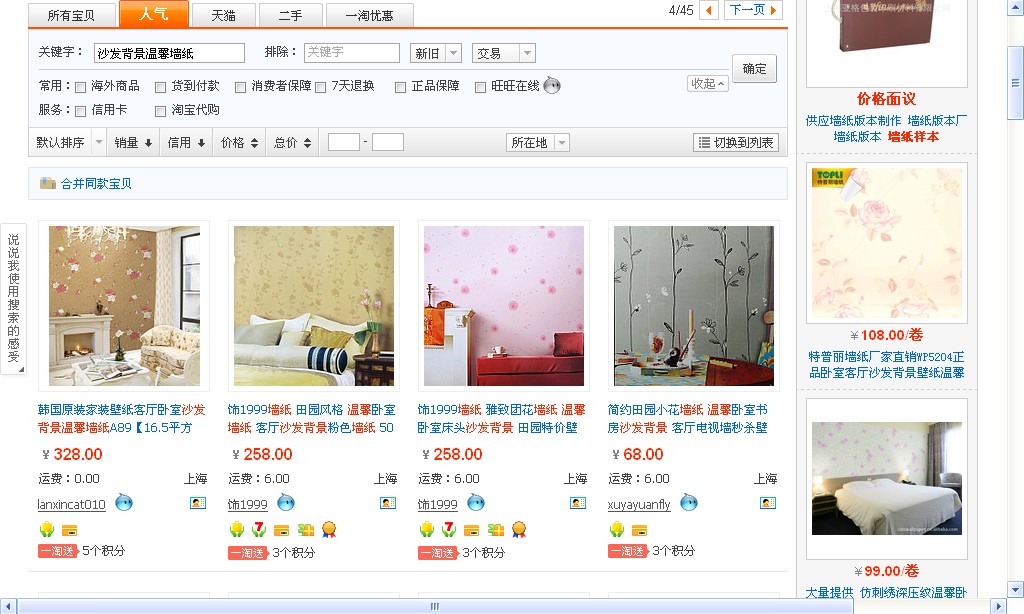 所有宝贝 人气 天猫 二手 一淘优惠 4/45 下一页
关键字： 沙发背景温馨墙纸 排除： 关键字 新旧 交易 确定
常用： 海外商品 货到付款 消费者保障 7天退换 正品保障 旺旺在线 收起
服务： 信用卡 淘宝代购
默认排序 销量 信用 价格 总价 - 所在地 切换到列表
合并同款宝贝
说说我使用搜索的感受
韩国原装家装壁纸客厅卧室沙发
背景温馨墙纸A89【16.5平方
¥ 328.00
运费：0.00 上海
lanxincat010
一淘送 5个积分
饰1999墙纸 田园风格 温馨卧室
墙纸 客厅沙发背景粉色墙纸 50
¥ 258.00
运费：6.00 上海
饰1999
一淘送 3个积分
饰1999墙纸 雅致团花墙纸 温馨
卧室床头沙发背景 田园特价壁
¥ 258.00
运费：6.00 上海
饰1999
一淘送 3个积分
简约田园小花墙纸 温馨卧室书
房沙发背景 客厅电视墙秒杀壁
¥ 68.00
运费：6.00 上海
xuyayuanfly
一淘送 3个积分
价格面议
供应墙纸版本制作 墙纸版本厂
墙纸版本 墙纸样本
TOPLI
特普丽墙纸
¥108.00/卷
特普丽墙纸厂家直销WP5204正
品卧室客厅沙发背景壁纸温馨
¥99.00/卷
大量提供 仿刺绣深压纹温馨卧